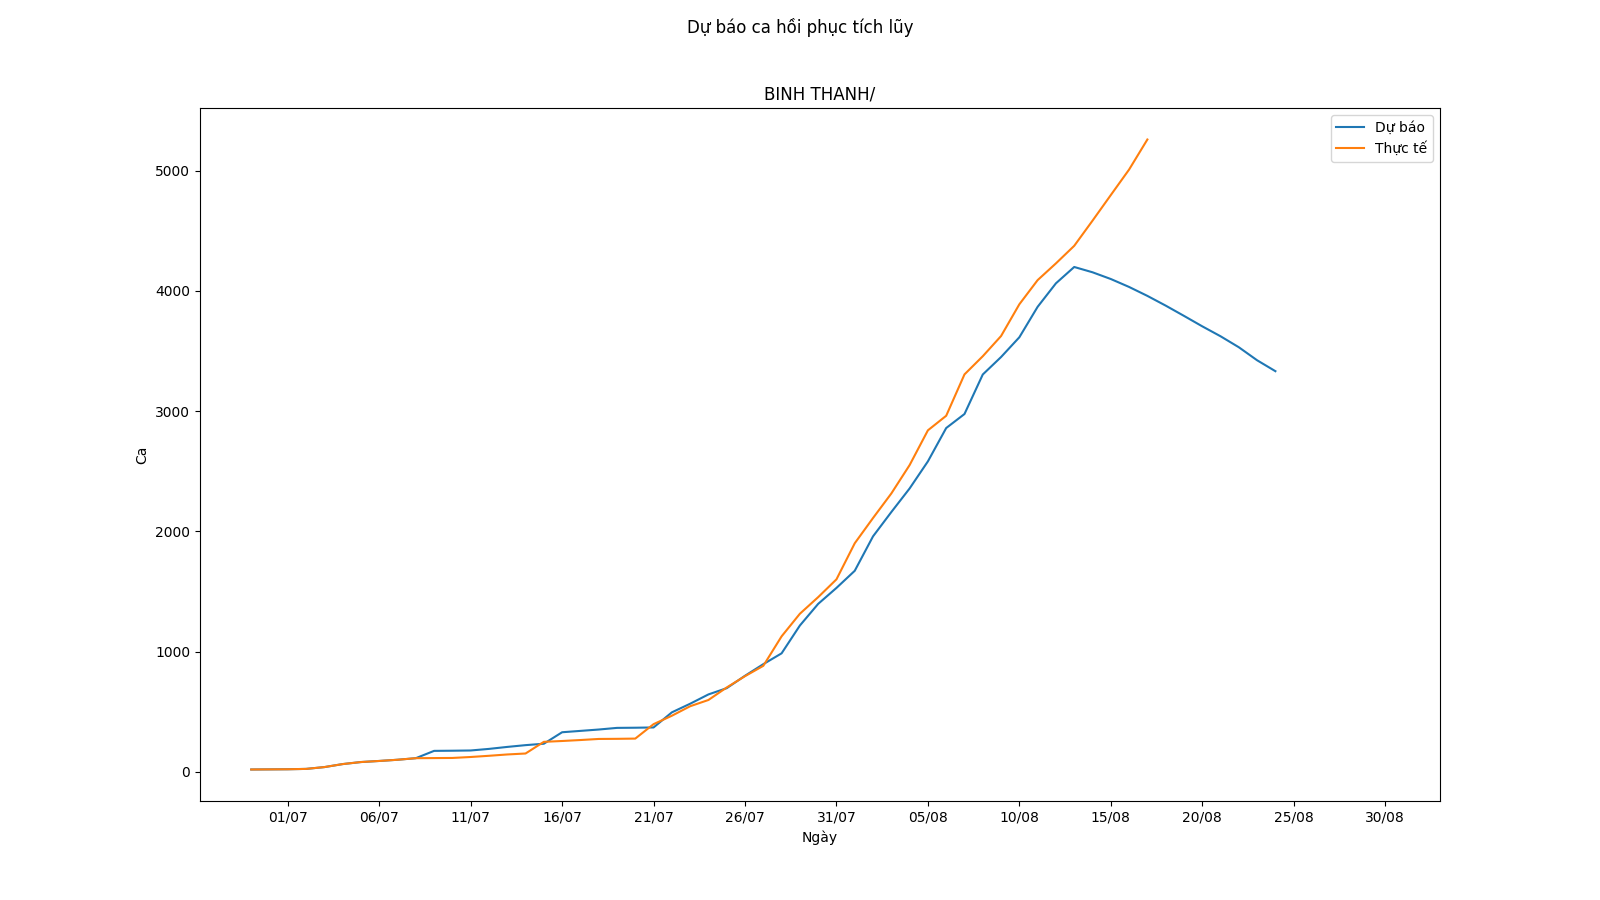 Dự báo ca hồi phục tích lũy
BINH THANH/
Dự báo
Thực tế
5000
4000
3000
2000
1000
0
Ca
01/07 06/07 11/07 16/07 21/07 26/07 31/07 05/08 10/08 15/08 20/08 25/08 30/08
Ngày